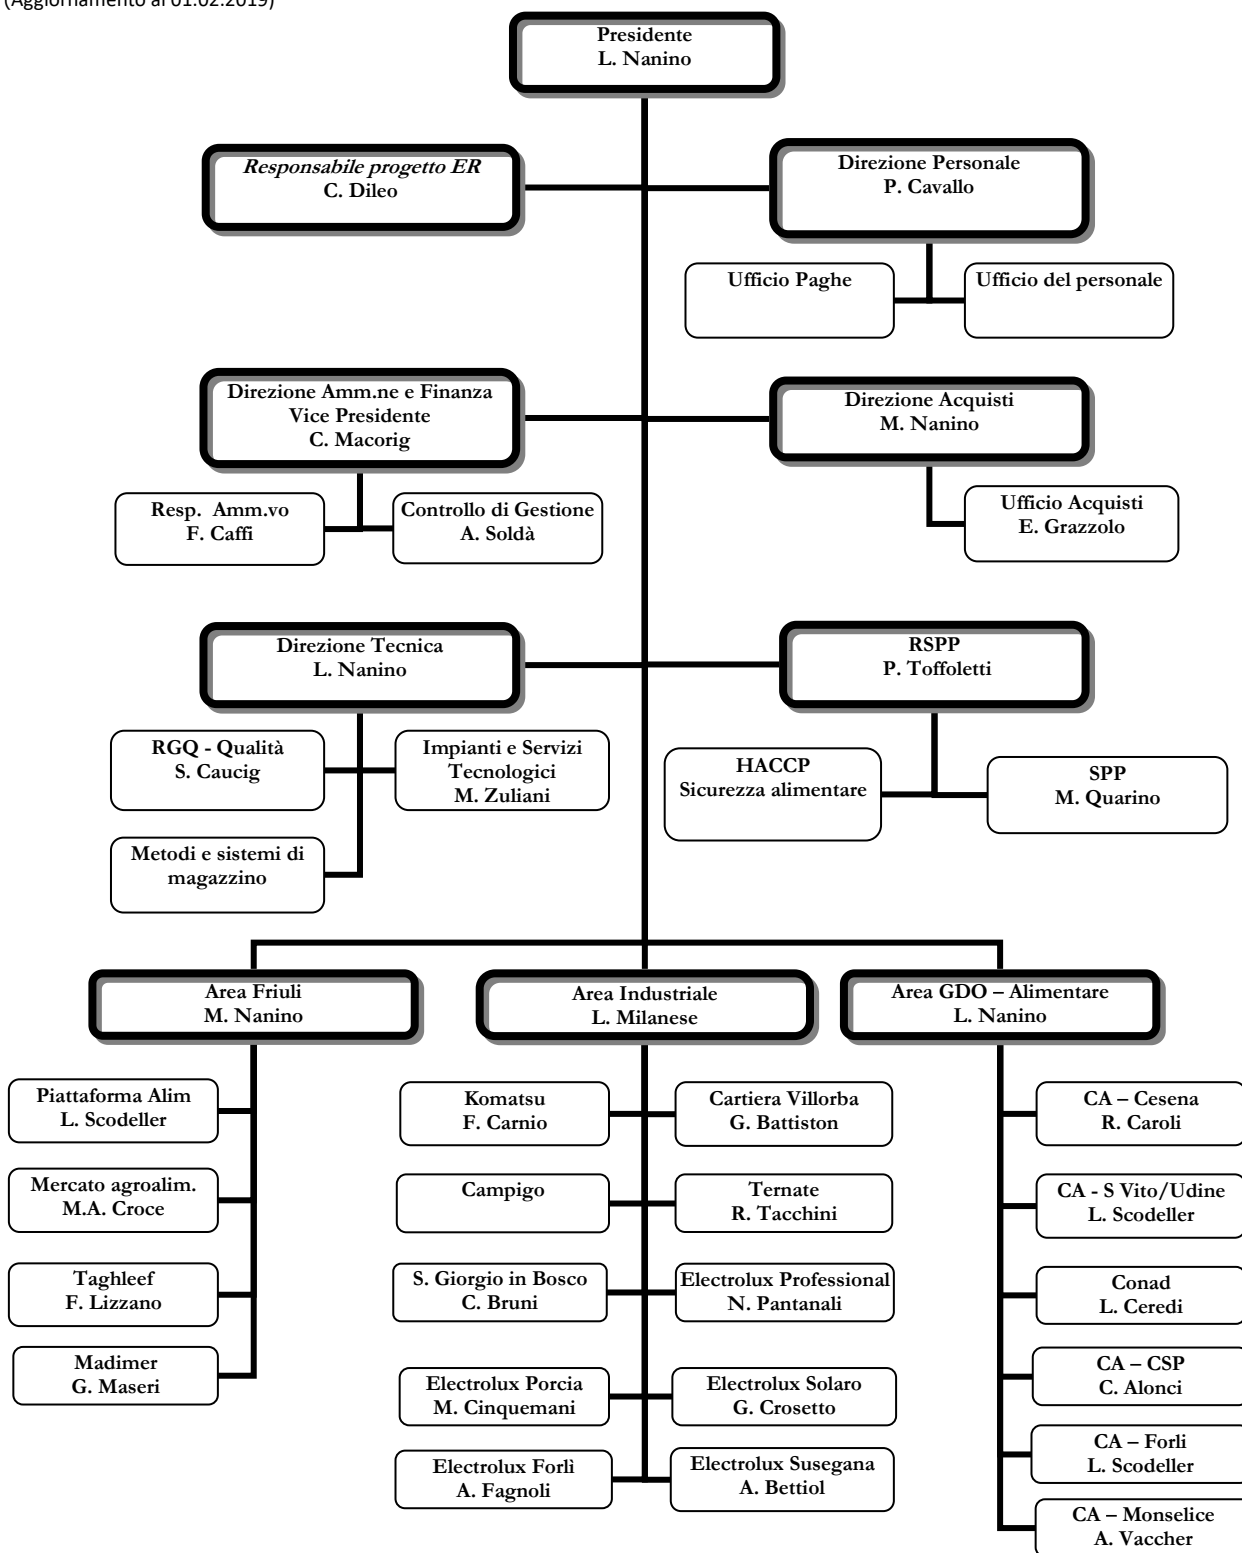 (Aggiornamento al 01.02.2019)
Presidente
L. Nanino
Responsabile progetto ER
C. Dileo
Direzione Personale
P. Cavallo
Ufficio Paghe
Ufficio del personale
Direzione Amm.ne e Finanza
Vice Presidente
C. Macorig
Direzione Acquisti
M. Nanino
Resp. Amm.vo
F. Caffi
Controllo di Gestione
A. Soldà
Ufficio Acquisti
E. Grazzolo
Direzione Tecnica
L. Nanino
RSPP
P. Toffoletti
RGQ - Qualità
S. Caucig
Impianti e Servizi
Tecnologici
M. Zuliani
HACCP
Sicurezza alimentare
SPP
M. Quarino
Metodi e sistemi di
magazzino
Area Friuli
M. Nanino
Area Industriale
L. Milanese
Area GDO – Alimentare
L. Nanino
Piattaforma Alim
L. Scodeller
Mercato agroalim.
M.A. Croce
Taghleef
F. Lizzano
Madimer
G. Maseri
Komatsu
F. Carnio
Cartiera Villorba
G. Battiston
Campigo
Ternate
R. Tacchini
S. Giorgio in Bosco
C. Bruni
Electrolux Professional
N. Pantanali
Electrolux Porcia
M. Cinquemani
Electrolux Solaro
G. Crosetto
Electrolux Forlì
A. Fagnoli
Electrolux Susegana
A. Bettiol
CA – Cesena
R. Caroli
CA - S Vito/Udine
L. Scodeller
Conad
L. Ceredi
CA – CSP
C. Alonci
CA – Forlì
L. Scodeller
CA – Monselice
A. Vaccher